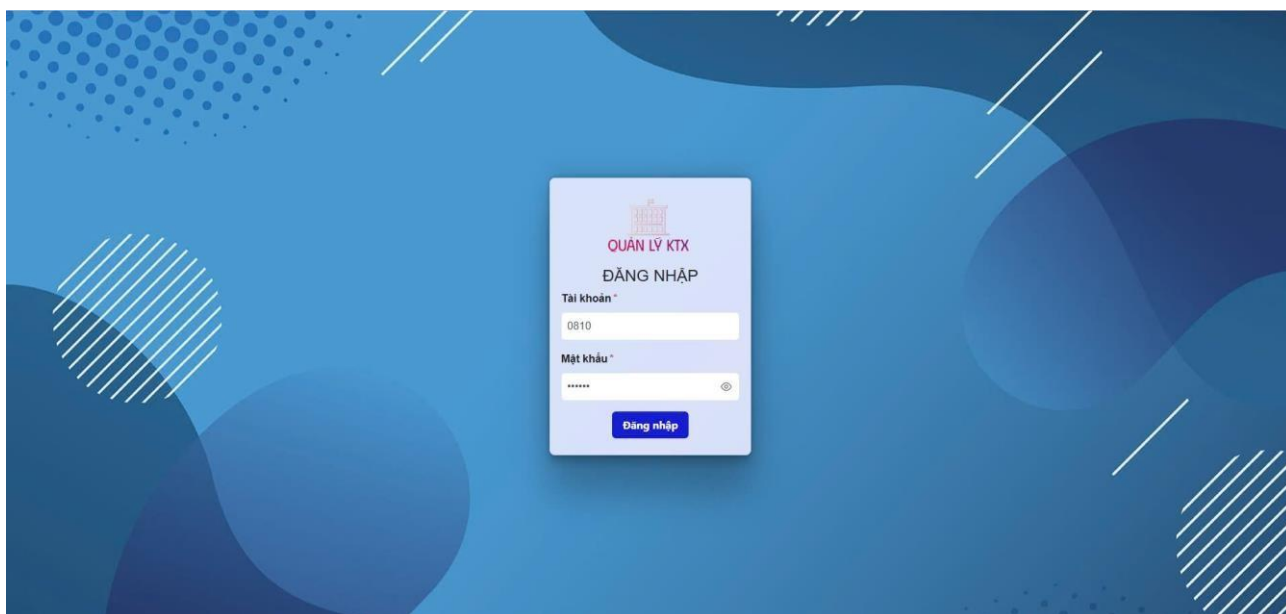 QUẢN LÝ KTX
ĐĂNG NHẬP
Tài khoản *
0810
Mật khẩu *
••••••
Đăng nhập